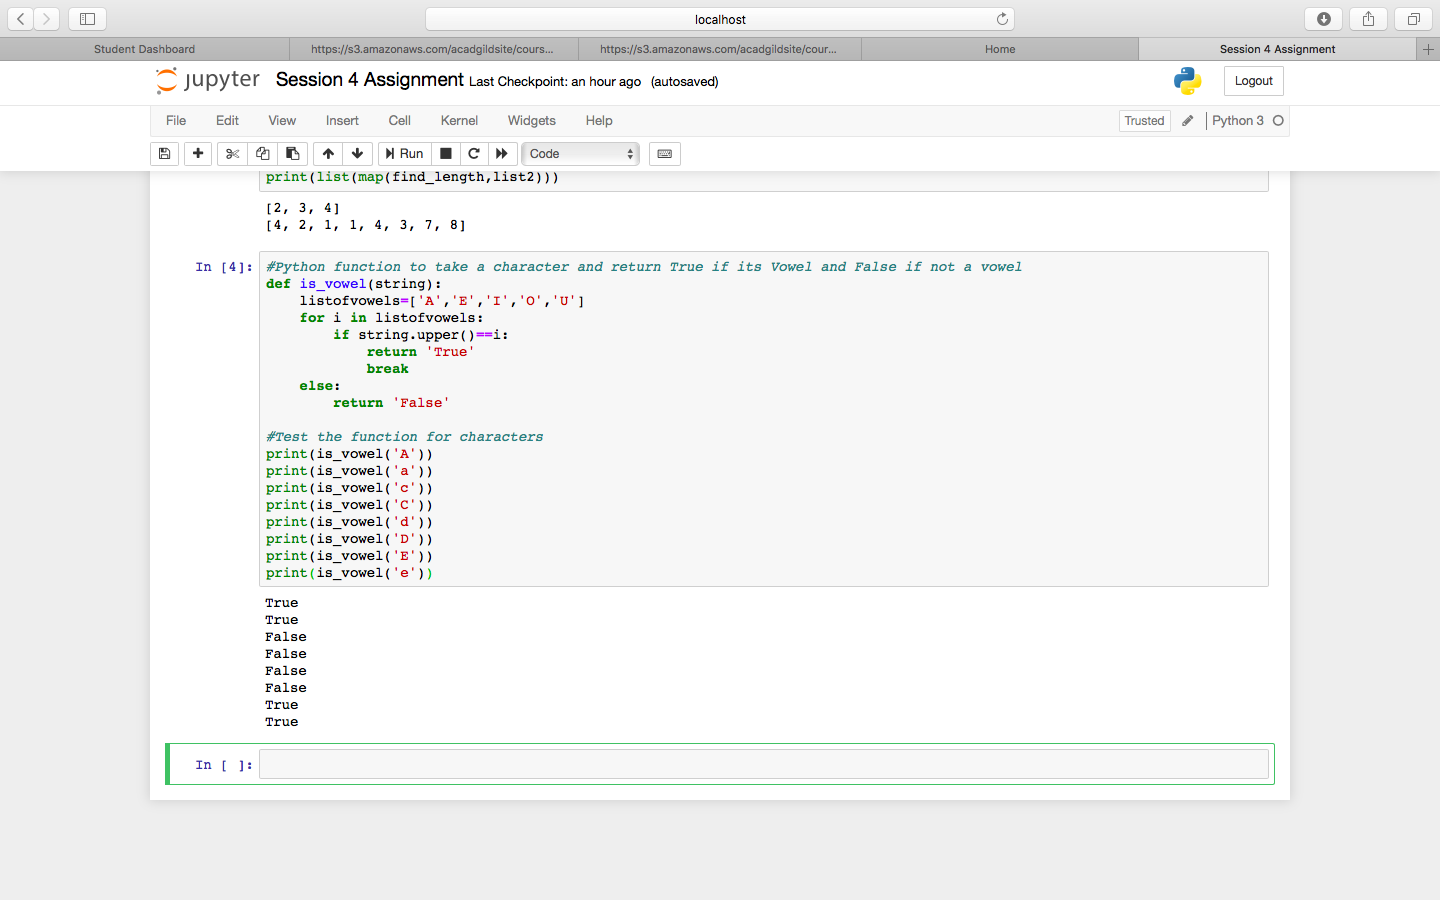 localhost
Student Dashboard
https://s3.amazonaws.com/acadgildsite/cours...
https://s3.amazonaws.com/acadgildsite/cour...
Home
Session 4 Assignment
jupyter Session 4 Assignment Last Checkpoint: an hour ago (autosaved)
Logout
File Edit View Insert Cell Kernel Widgets Help
Trusted Python 3
Run Code
print(list(map(find_length,list2)))
[2, 3, 4]
[4, 2, 1, 1, 4, 3, 7, 8]
In [4]: #Python function to take a character and return True if its Vowel and False if not a vowel
def is_vowel(string):
    listofvowels=['A','E','I','O','U']
    for i in listofvowels:
        if string.upper()==i:
            return 'True'
            break
    else:
        return 'False'
#Test the function for characters
print(is_vowel('A'))
print(is_vowel('a'))
print(is_vowel('c'))
print(is_vowel('C'))
print(is_vowel('d'))
print(is_vowel('D'))
print(is_vowel('E'))
print(is_vowel('e'))
True
True
False
False
False
False
True
True
In [ ]: